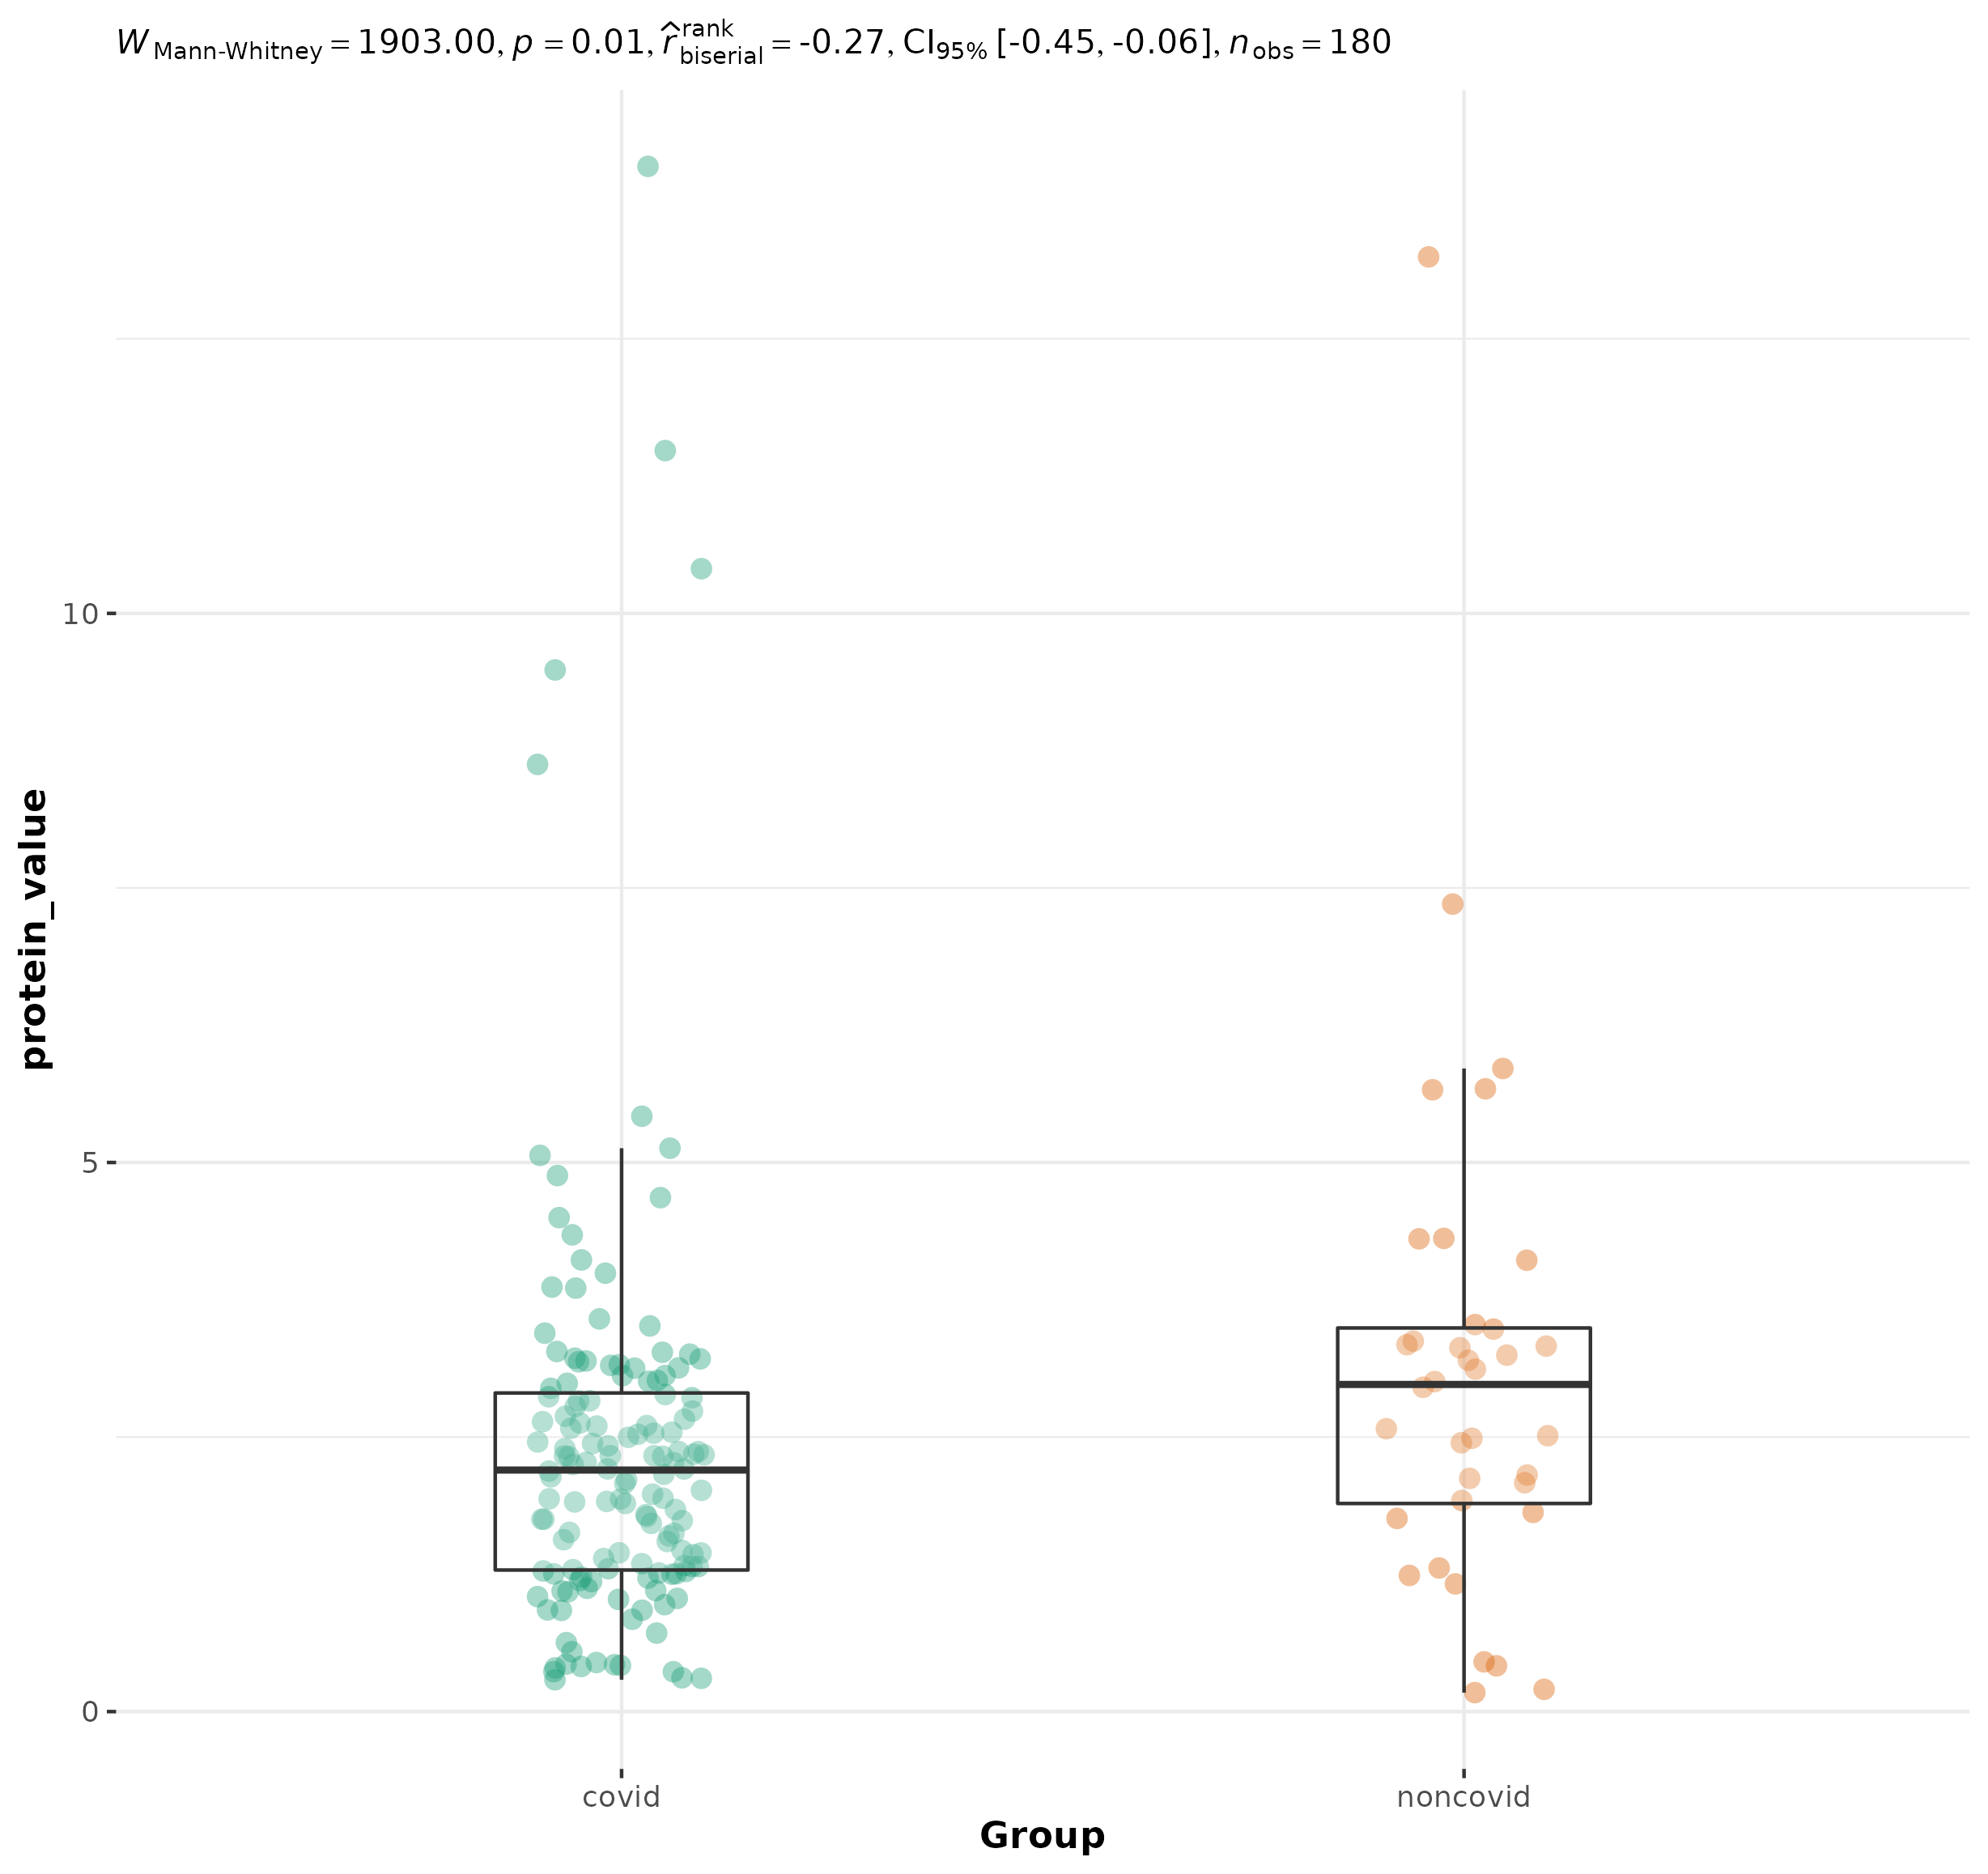 W Mann-Whitney = 1903.00, p = 0.01, r̂ rank biserial = -0.27, CI95% [-0.45, -0.06], n obs = 180
10
5
0
protein_value
covid noncovid
Group